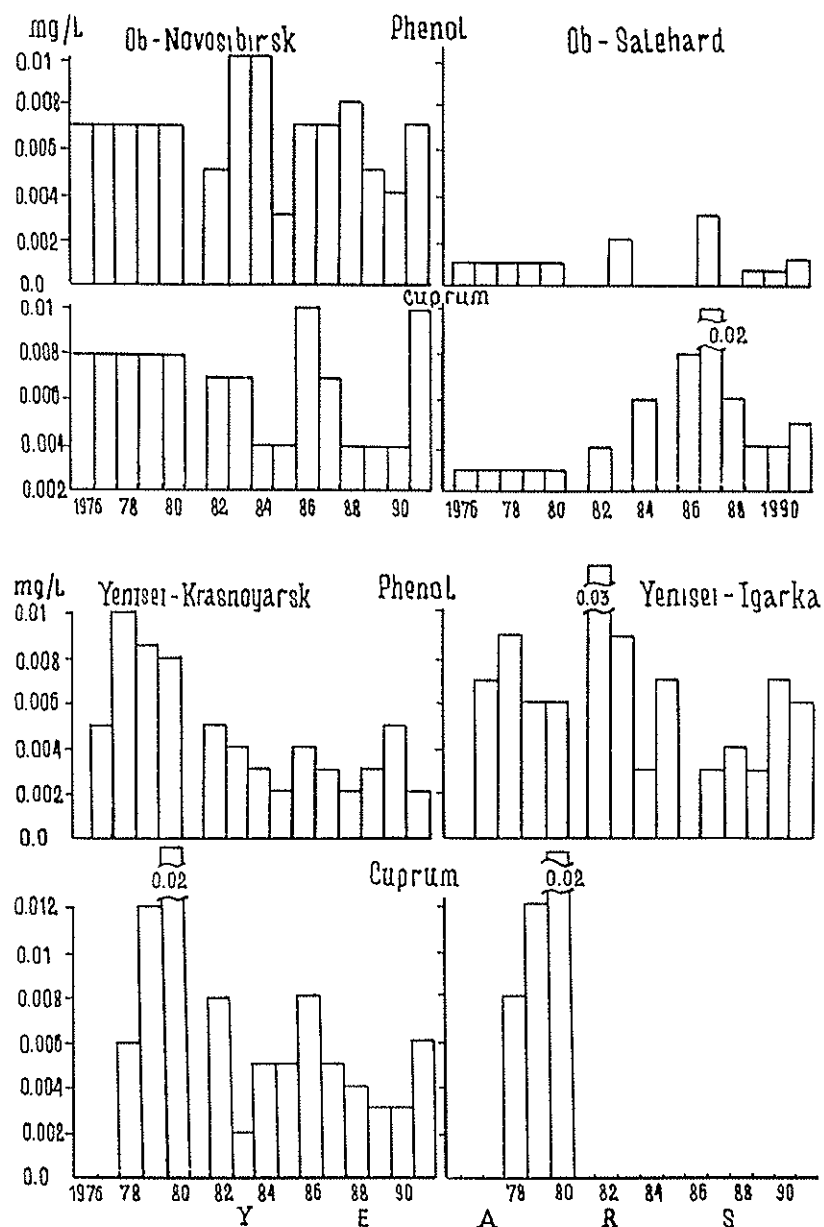 mg/L
Ob-Novosibirsk
Phenol
Ob-Salehard
0.01
0.008
0.006
0.004
0.002
0.0
cuprum
0.01
0.008
0.006
0.004
0.002
0.02
1976 78 80 82 84 86 88 90
1976 78 80 82 84 86 88 1990
mg/L
Yenisei-Krasnoyarsk
Phenol
Yenisei-Igarka
0.01
0.008
0.006
0.004
0.002
0.0
0.03
Cuprum
0.02
0.02
0.012
0.01
0.008
0.006
0.004
0.002
0.0
1976 78 80 82 84 86 88 90
78 80 82 84 86 88 90
Y E A R S